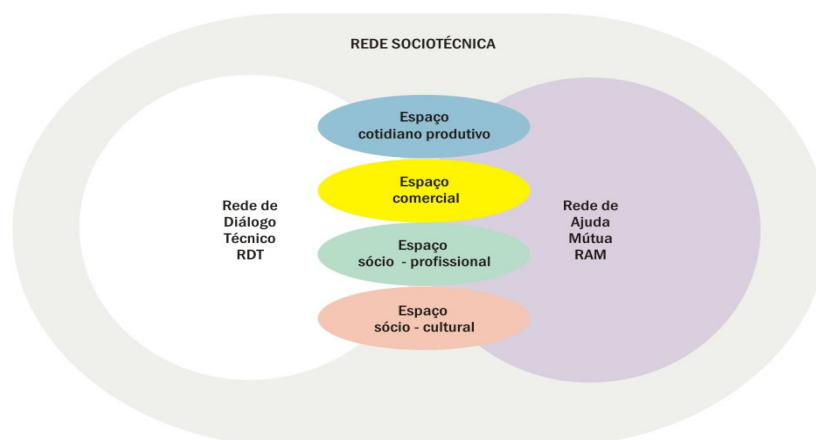 REDE SOCIOTÉCNICA
Espaço
cotidiano produtivo
Espaço
comercial
Rede de
Diálogo
Técnico
RDT
Rede de
Ajuda
Mútua
RAM
Espaço
sócio - profissional
Espaço
sócio - cultural